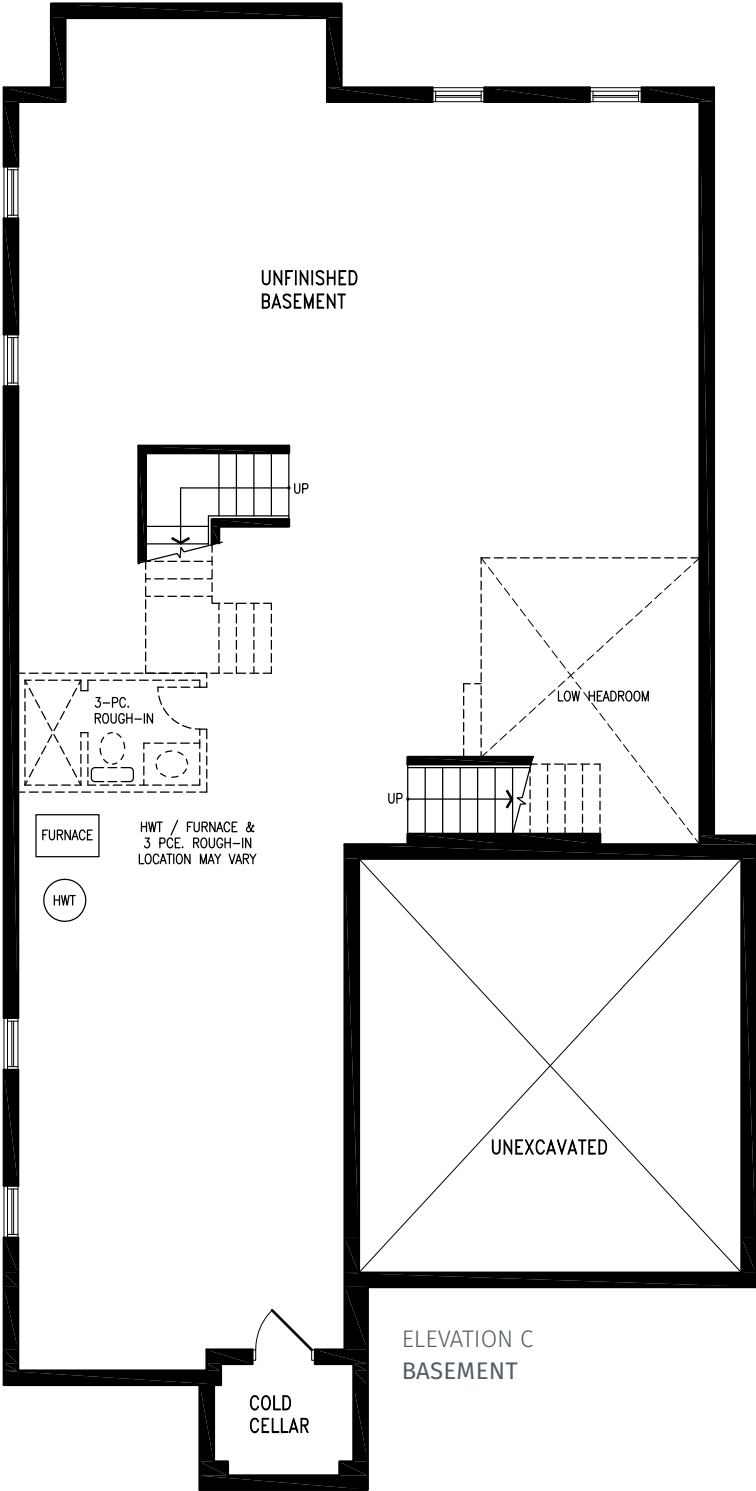 UNFINISHED
BASEMENT
UP
3-PC.
ROUGH-IN
LOW HEADROOM
UP
FURNACE
HWT / FURNACE &
3 PCE. ROUGH-IN
LOCATION MAY VARY
HWT
UNEXCAVATED
ELEVATION C
BASEMENT
COLD
CELLAR